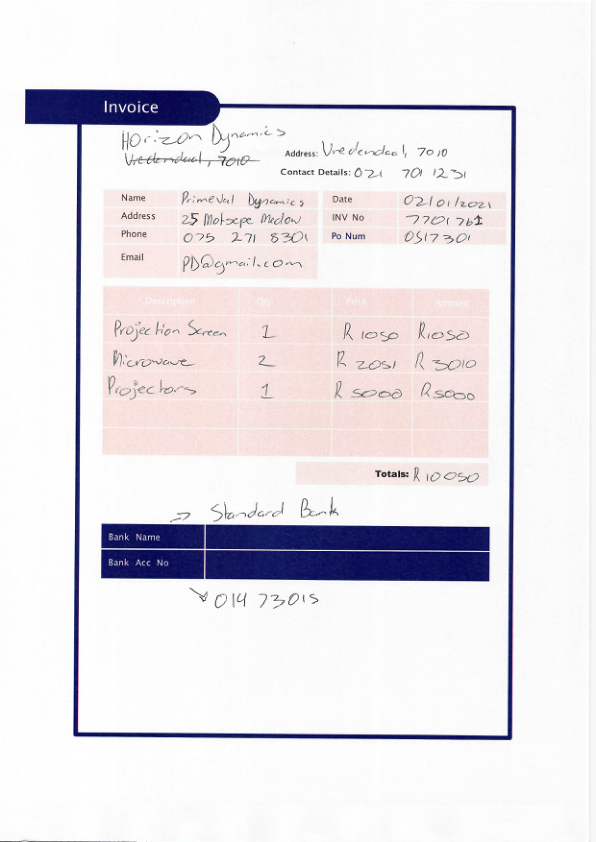 Invoice
Horizon Dynamics
Vredendaal, 7010
Address: Vredendaal, 7010
Contact Details: 021 701 1231
Name PrimeVal Dynamics Date 02/01/2021
Address 25 Motsepe Medow INV No 7701761
Phone 075 271 8301 Po Num 0517301
Email PD@gmail.com
Description Qty Price Amount
Projection Screen 1 R 1050 R1050
Microwave 2 R 2051 R 3010
Projectors 1 R 5000 R5000
Totals: R10050
→ Standard Bank
Bank Name
Bank Acc No
014 73015